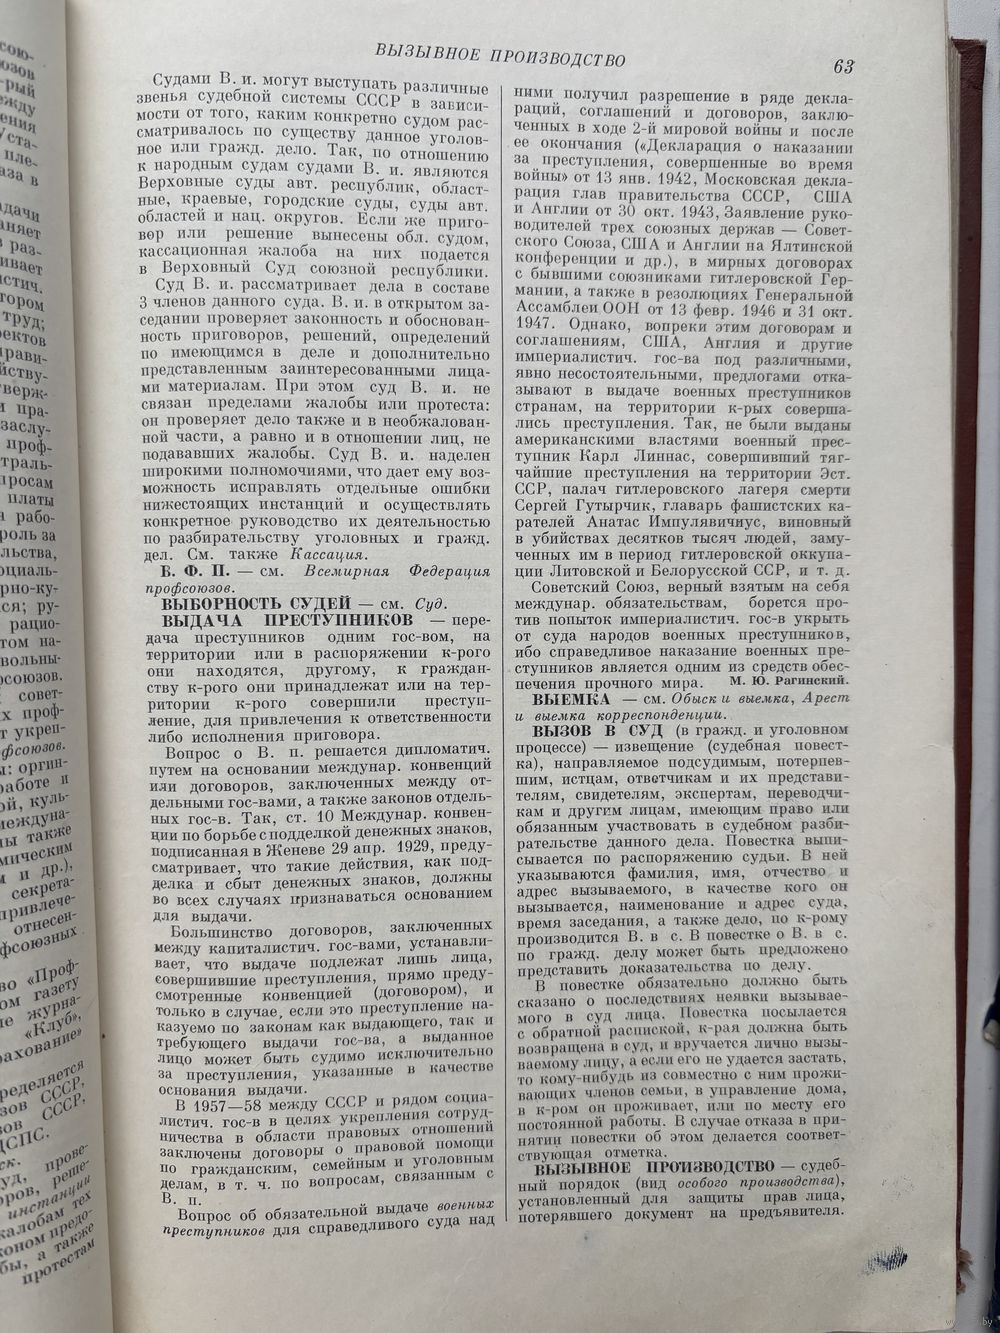 ВЫЗЫВНОЕ ПРОИЗВОДСТВО
63
Судами В. и. могут выступать различные
звенья судебной системы СССР в зависи-
мости от того, каким конкретно судом рас-
сматривалось по существу данное уголов-
ное или гражд. дело. Так, по отношению
к народным судам судами В. и. являются
Верховные суды авт. республик, област-
ные, краевые, городские суды, суды авт.
областей и нац. округов. Если же приго-
вор или решение вынесены обл. судом,
кассационная жалоба на них подается
в Верховный Суд союзной республики.
Суд В. и. рассматривает дела в составе
3 членов данного суда. В. и. в открытом за-
седании проверяет законность и обоснован-
ность приговоров, решений, определений
по имеющимся в деле и дополнительно
представленным заинтересованными лица-
ми материалам. При этом суд В. и. не
связан пределами жалобы или протеста:
он проверяет дело также и в необжалован-
ной части, а равно и в отношении лиц, не
подававших жалобы. Суд В. и. наделен
широкими полномочиями, что дает ему воз-
можность исправлять отдельные ошибки
нижестоящих инстанций и осуществлять
конкретное руководство их деятельностью
по разбирательству уголовных и гражд.
дел. См. также Кассация.
В. Ф. П. — см. Всемирная Федерация
профсоюзов.
ВЫБОРНОСТЬ СУДЕЙ — см. Суд.
ВЫДАЧА ПРЕСТУПНИКОВ — пере-
дача преступников одним гос-вом, на
территории или в распоряжении к-рого
они находятся, другому, к граждан-
ству к-рого они принадлежат или на тер-
ритории к-рого совершили преступ-
ление, для привлечения к ответственности
либо исполнения приговора.
Вопрос о В. п. решается дипломатич.
путем на основании междунар. конвенций
или договоров, заключенных между от-
дельными гос-вами, а также законов отдель-
ных гос-в. Так, ст. 10 Междунар. конвен-
ции по борьбе с подделкой денежных знаков,
подписанная в Женеве 29 апр. 1929, преду-
сматривает, что такие действия, как под-
делка и сбыт денежных знаков, должны
во всех случаях признаваться основанием
для выдачи.
Большинство договоров, заключенных
между капиталистич. гос-вами, устанавли-
вает, что выдаче подлежат лишь лица,
совершившие преступления, прямо преду-
смотренные конвенцией (договором), и
только в случае, если это преступление на-
казуемо по законам как выдающего, так и
требующего выдачи гос-ва, а выданное
лицо может быть судимо исключительно
за преступления, указанные в качестве
основания выдачи.
В 1957—58 между СССР и рядом социа-
листич. гос-в в целях укрепления сотруд-
ничества в области правовых отношений
заключены договоры о правовой помощи
по гражданским, семейным и уголовным
делам, в т. ч. по вопросам, связанным с
В. п.
Вопрос об обязательной выдаче военных
преступников для справедливого суда над
ними получил разрешение в ряде декла-
раций, соглашений и договоров, заклю-
ченных в ходе 2-й мировой войны и после
ее окончания («Декларация о наказании
за преступления, совершенные во время
войны» от 13 янв. 1942, Московская декла-
рация глав правительства СССР, США
и Англии от 30 окт. 1943, Заявление руко-
водителей трех союзных держав — Совет-
ского Союза, США и Англии на Ялтинской
конференции и др.), в мирных договорах
с бывшими союзниками гитлеровской Гер-
мании, а также в резолюциях Генеральной
Ассамблеи ООН от 13 февр. 1946 и 31 окт.
1947. Однако, вопреки этим договорам и
соглашениям, США, Англия и другие
империалистич. гос-ва под различными,
явно несостоятельными, предлогами отка-
зывают в выдаче военных преступников
странам, на территории к-рых соверша-
лись преступления. Так, не были выданы
американскими властями военный прес-
тупник Карл Линнас, совершивший тяг-
чайшие преступления на территории Эст.
ССР, палач гитлеровского лагеря смерти
Сергей Гутырчик, главарь фашистских ка-
рателей Анатас Импулявичиус, виновный
в убийствах десятков тысяч людей, заму-
ченных им в период гитлеровской оккупа-
ции Литовской и Белорусской ССР, и т. д.
Советский Союз, верный взятым на себя
междунар. обязательствам, борется про-
тив попыток империалистич. гос-в укрыть
от суда народов военных преступников,
ибо справедливое наказание военных пре-
ступников является одним из средств обес-
печения прочного мира. М. Ю. Рагинский.
ВЫЕМКА — см. Обыск и выемка, Арест
и выемка корреспонденции.
ВЫЗОВ В СУД (в гражд. и уголовном
процессе) — извещение (судебная повест-
ка), направляемое подсудимым, потерпев-
шим, истцам, ответчикам и их представи-
телям, свидетелям, экспертам, переводчи-
кам и другим лицам, имеющим право или
обязанным участвовать в судебном разби-
рательстве данного дела. Повестка выпи-
сывается по распоряжению судьи. В ней
указываются фамилия, имя, отчество и
адрес вызываемого, в качестве кого он
вызывается, наименование и адрес суда,
время заседания, а также дело, по к-рому
производится В. в с. В повестке о В. в с.
по гражд. делу может быть предложено
представить доказательства по делу.
В повестке обязательно должно быть
сказано о последствиях неявки вызывае-
мого в суд лица. Повестка посылается
с обратной распиской, к-рая должна быть
возвращена в суд, и вручается лично вызы-
ваемому лицу, а если его не удается застать,
то кому-нибудь из совместно с ним прожи-
вающих членов семьи, в управление дома,
в к-ром он проживает, или по месту его
постоянной работы. В случае отказа в при-
нятии повестки об этом делается соответ-
ствующая отметка.
ВЫЗЫВНОЕ ПРОИЗВОДСТВО — судеб-
ный порядок (вид особого производства),
установленный для защиты прав лица,
потерявшего документ на предъявителя.